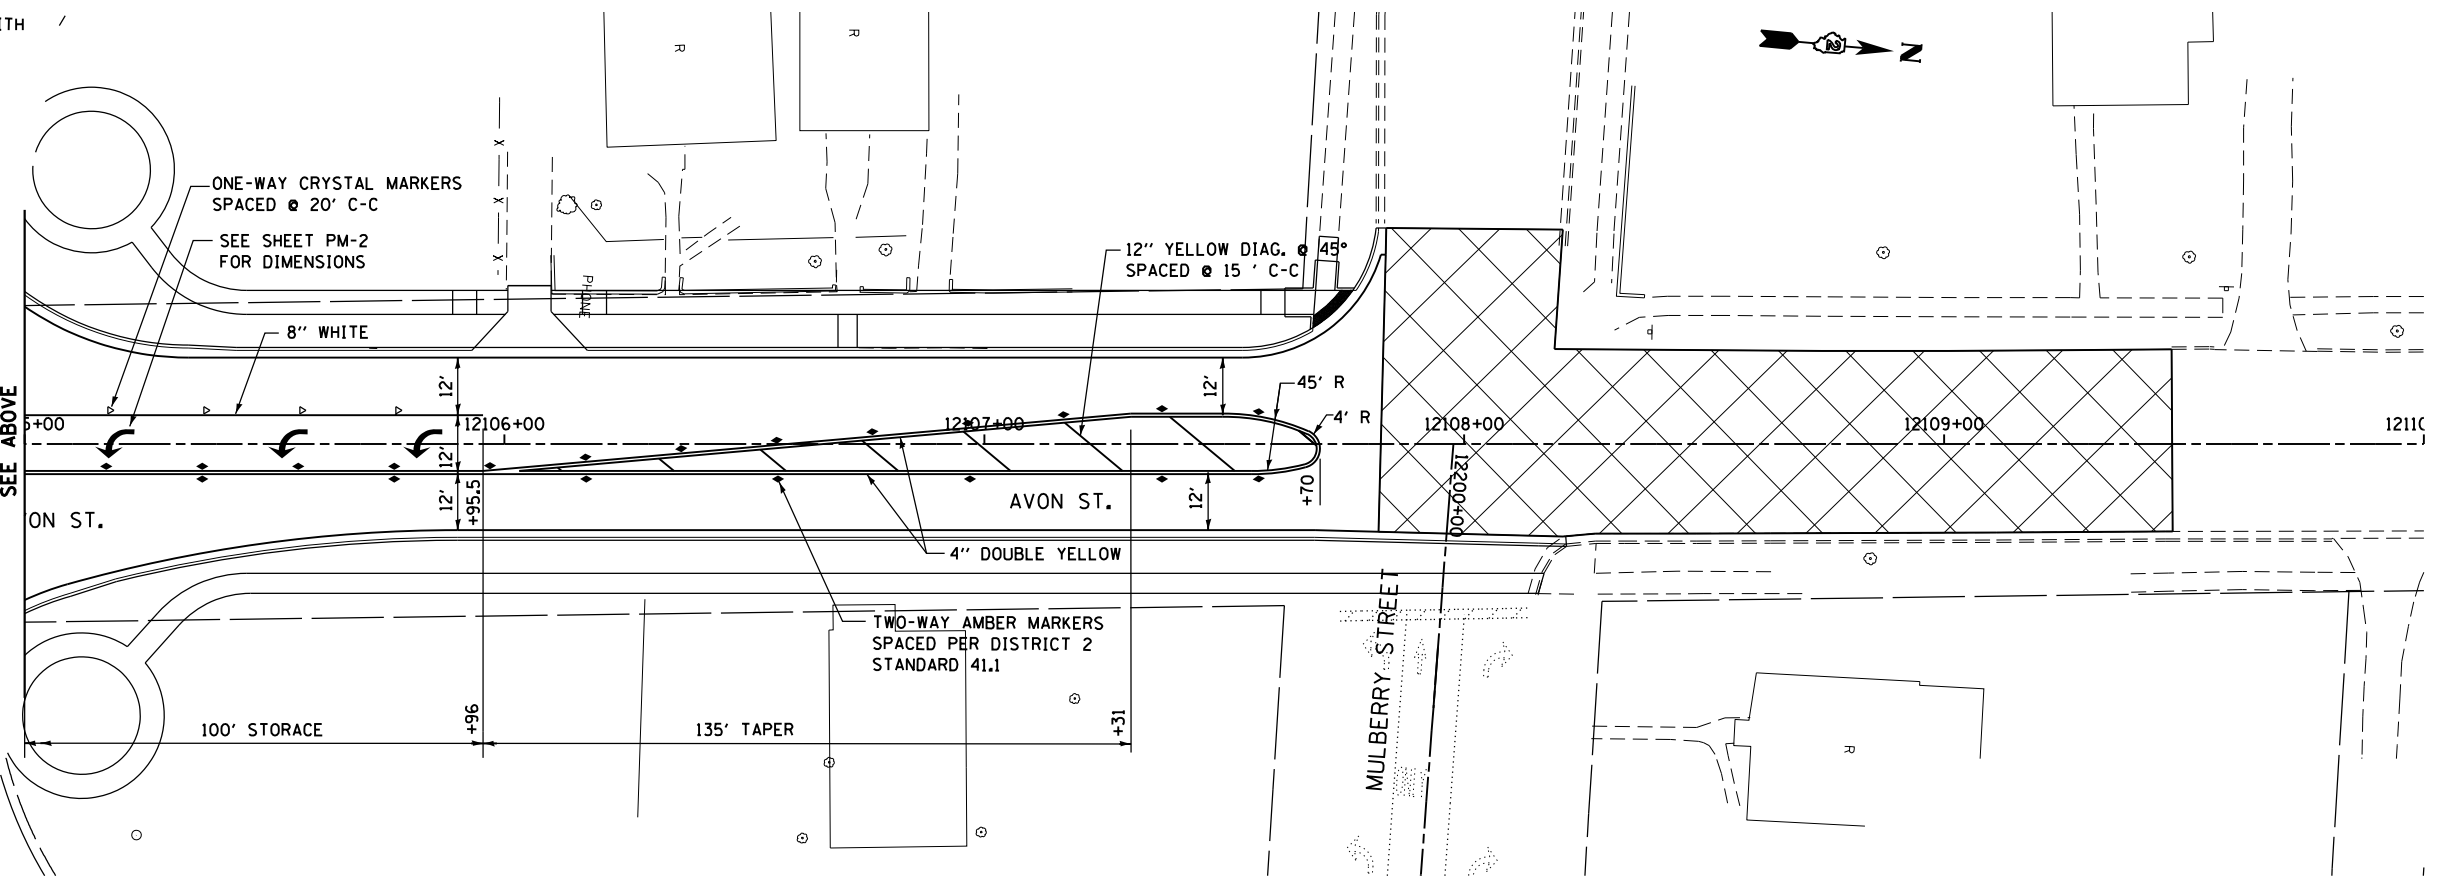 ITH
R
R
N
2
ONE-WAY CRYSTAL MARKERS
SPACED @ 20' C-C
SEE SHEET PM-2
FOR DIMENSIONS
X
X
X
PHONE
12" YELLOW DIAG. @ 45°
SPACED @ 15 ' C-C
8" WHITE
P
P
12'
12'
45' R
4' R
SEE ABOVE
5+00
12106+00
12107+00
12108+00
12109+00
1211C
12'
12'
+95.5
12'
+70
12200+00
AVON ST.
'ON ST.
4" DOUBLE YELLOW
TWO-WAY AMBER MARKERS
SPACED PER DISTRICT 2
STANDARD 41.1
MULBERRY STREET
100' STORACE
+96
135' TAPER
+31
R